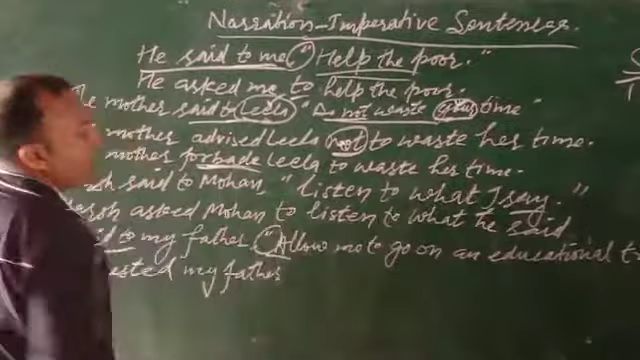 Narration-Imperative Sentences.
He said to me "Help the poor."
He asked me to help the poor.
mother said to Leela "Do not waste your time"
mother advised Leela not to waste her time.
mother forbade Leela to waste her time.
said to Mohan "listen to what I say."
asked Mohan to listen to what he said
to my father "Allow me to go on an educational
my father